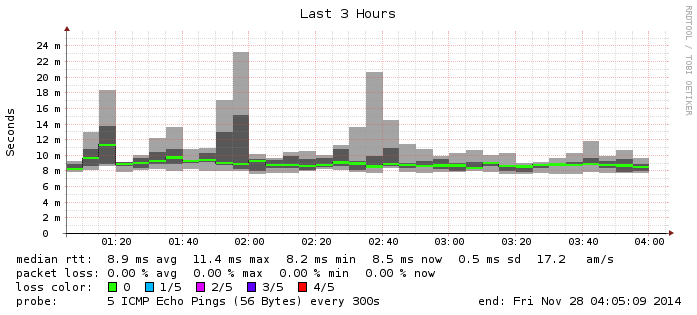 Last 3 Hours
RRDTOOL / TOBI OETIKER
Seconds
24 m
22 m
20 m
18 m
16 m
14 m
12 m
10 m
8 m
6 m
4 m
2 m
0
01:20 01:40 02:00 02:20 02:40 03:00 03:20 03:40 04:00
median rtt: 8.9 ms avg 11.4 ms max 8.2 ms min 8.5 ms now 0.5 ms sd 17.2 am/s
packet loss: 0.00 % avg 0.00 % max 0.00 % min 0.00 % now
loss color: 0 1/5 2/5 3/5 4/5
probe: 5 ICMP Echo Pings (56 Bytes) every 300s end: Fri Nov 28 04:05:09 2014